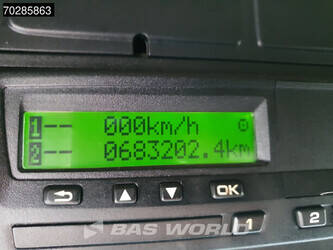 70285863
1-- 000km/h
2-- 0683202.4km
OK
BAS WORLD
1 2